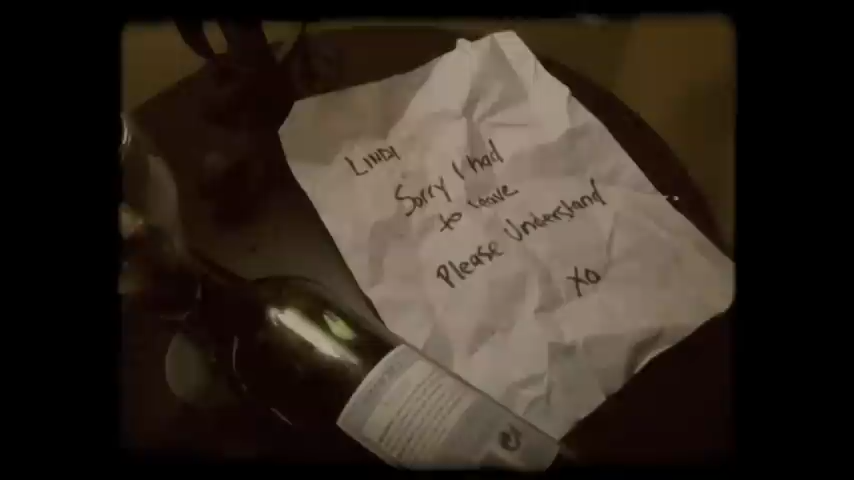 LINDI
Sorry I had
to leave
Please Understand
XO